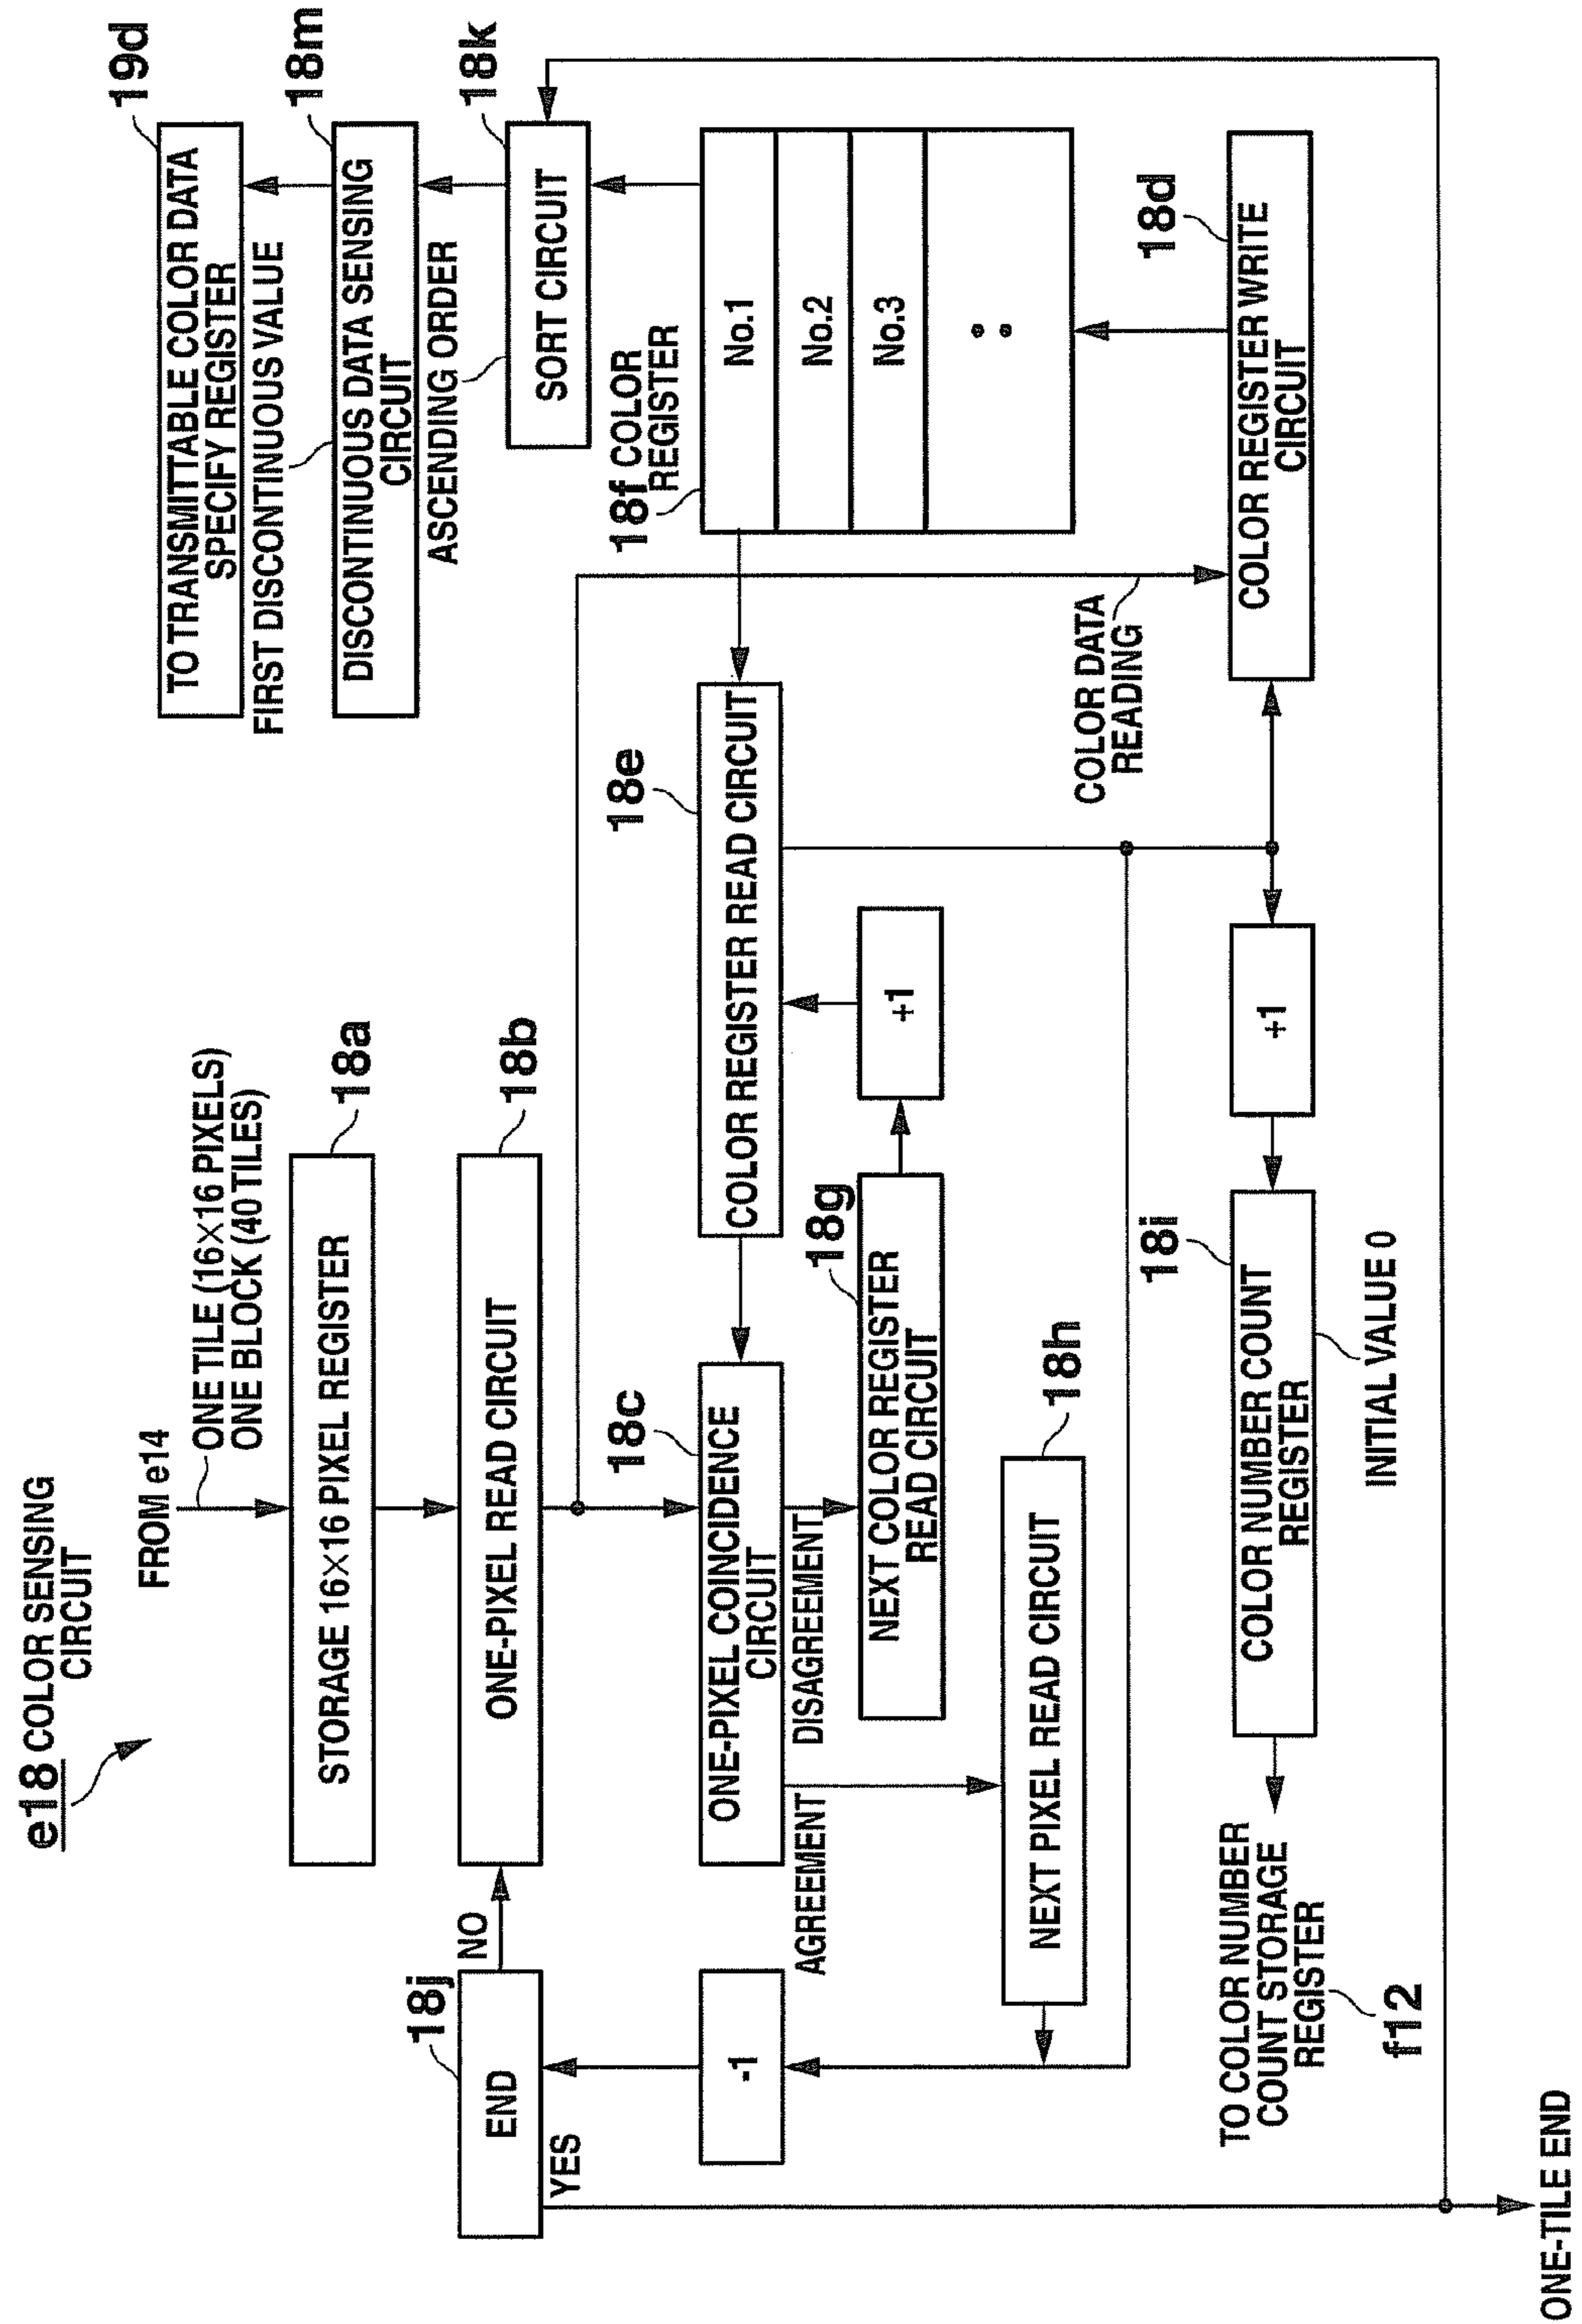 e18 COLOR SENSING
CIRCUIT
FROM e14
ONE TILE (16×16 PIXELS)
ONE BLOCK (40 TILES)
18a
STORAGE 16×16 PIXEL REGISTER
18j
END
NO
YES
18b
ONE-PIXEL READ CIRCUIT
18c
ONE-PIXEL COINCIDENCE
CIRCUIT
AGREEMENT
DISAGREEMENT
-1
18e
COLOR REGISTER READ CIRCUIT
18g
NEXT COLOR REGISTER
READ CIRCUIT
+1
18h
NEXT PIXEL READ CIRCUIT
19d
TO TRANSMITTABLE COLOR DATA
SPECIFY REGISTER
FIRST DISCONTINUOUS VALUE
18m
DISCONTINUOUS DATA SENSING
CIRCUIT
ASCENDING ORDER
18k
SORT CIRCUIT
18f COLOR
REGISTER
No.1
No.2
No.3
COLOR DATA
READING
18d
COLOR REGISTER WRITE
CIRCUIT
+1
18i
COLOR NUMBER COUNT
REGISTER
INITIAL VALUE 0
TO COLOR NUMBER
COUNT STORAGE
REGISTER
f12
ONE-TILE END